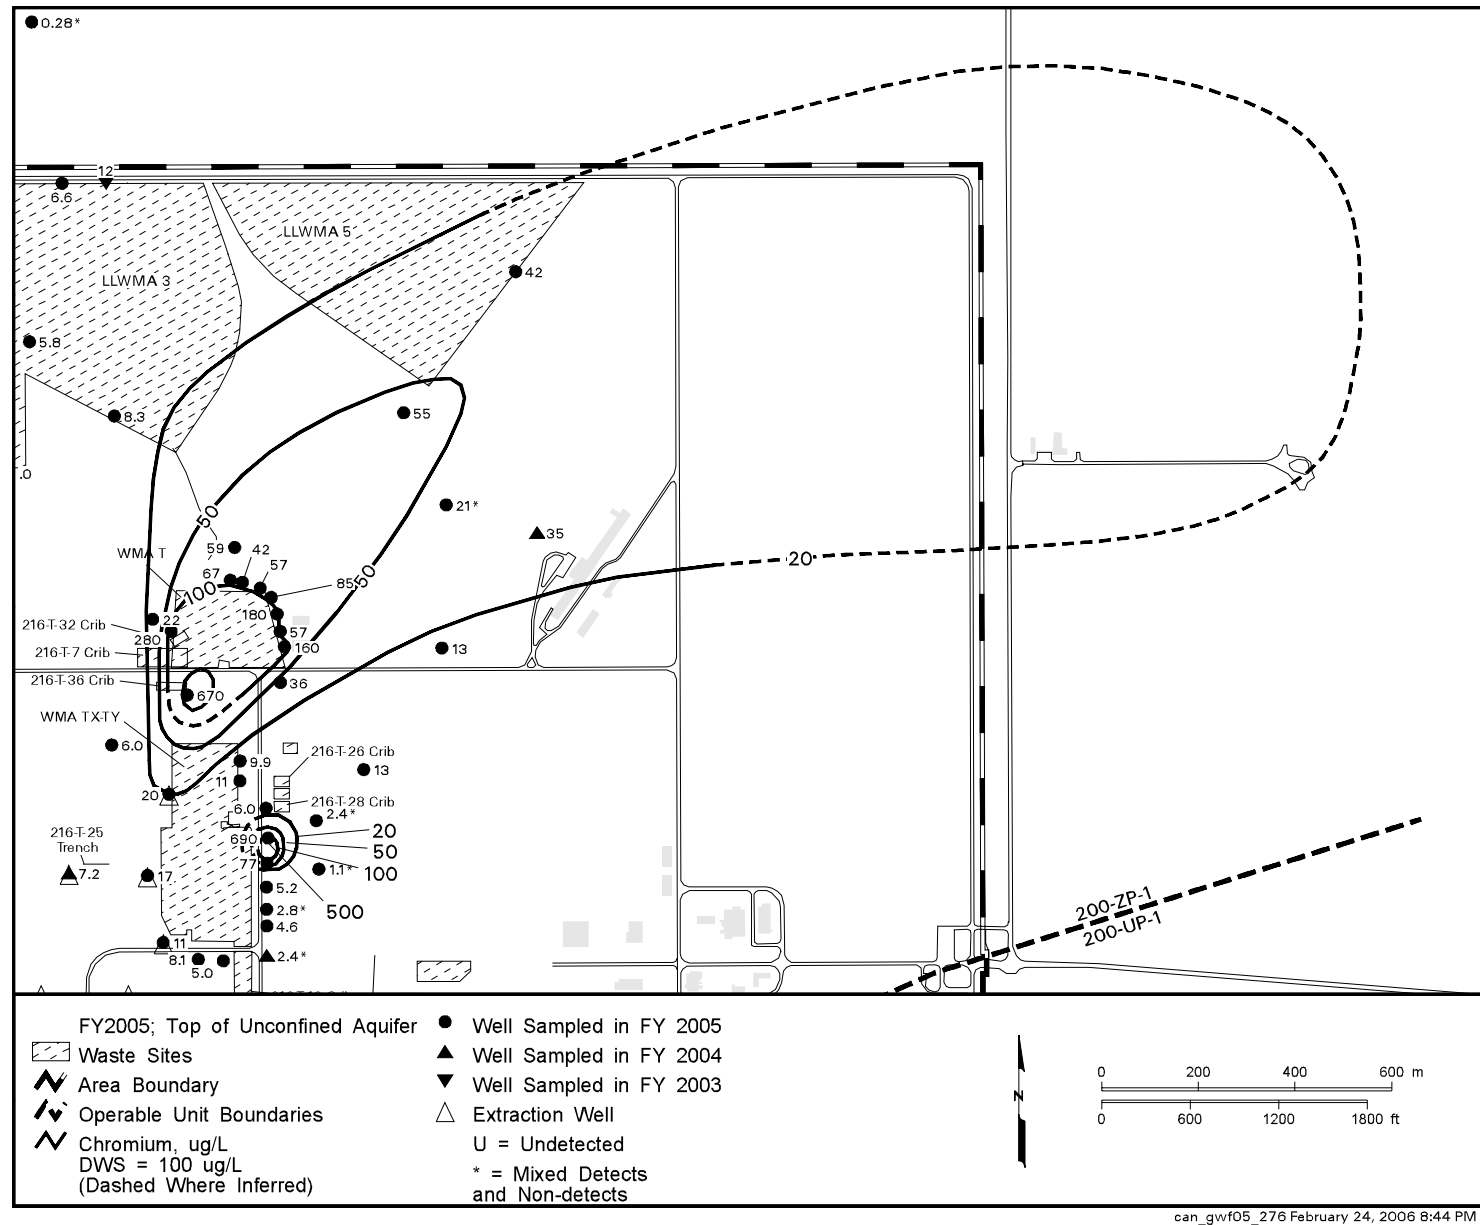 0.28*
12
6.6
LLWMA 5
42
LLWMA 3
5.8
8.3
55
.0
50
21*
35
59
42
WMA T
67
57
50
20
85
100
180
22
216-T-32 Crib
57
280
160
13
216-T-7 Crib
216-T-36 Crib
36
670
WMA TX-TY
6.0
216-T-26 Crib
9.9
13
11
20
216-T-28 Crib
6.0
2.4*
20
216-T-25
Trench
690
50
77
1.1*
100
7.2
17
5.2
2.8*
500
200-ZP-1
200-UP-1
4.6
11
8.1
2.4*
5.0
FY2005; Top of Unconfined Aquifer
Waste Sites
Area Boundary
Operable Unit Boundaries
Chromium, ug/L
DWS = 100 ug/L
(Dashed Where Inferred)
Well Sampled in FY 2005
Well Sampled in FY 2004
Well Sampled in FY 2003
Extraction Well
U = Undetected
* = Mixed Detects
and Non-detects
N
0 200 400 600 m
0 600 1200 1800 ft
can_gwf05_276 February 24, 2006 8:44 PM